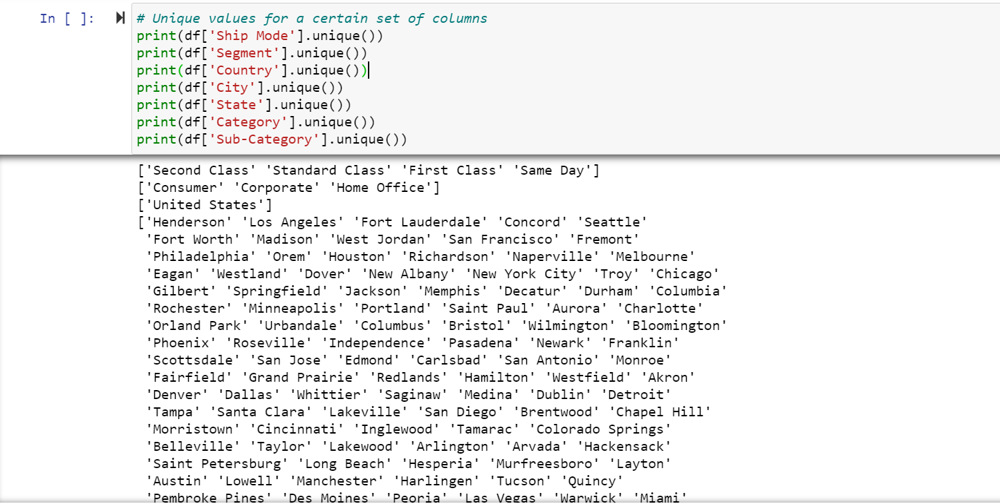 In [ ]:
# Unique values for a certain set of columns
print(df['Ship Mode'].unique())
print(df['Segment'].unique())
print(df['Country'].unique())
print(df['City'].unique())
print(df['State'].unique())
print(df['Category'].unique())
print(df['Sub-Category'].unique())
['Second Class' 'Standard Class' 'First Class' 'Same Day']
['Consumer' 'Corporate' 'Home Office']
['United States']
['Henderson' 'Los Angeles' 'Fort Lauderdale' 'Concord' 'Seattle'
 'Fort Worth' 'Madison' 'West Jordan' 'San Francisco' 'Fremont'
 'Philadelphia' 'Orem' 'Houston' 'Richardson' 'Naperville' 'Melbourne'
 'Eagan' 'Westland' 'Dover' 'New Albany' 'New York City' 'Troy' 'Chicago'
 'Gilbert' 'Springfield' 'Jackson' 'Memphis' 'Decatur' 'Durham' 'Columbia'
 'Rochester' 'Minneapolis' 'Portland' 'Saint Paul' 'Aurora' 'Charlotte'
 'Orland Park' 'Urbandale' 'Columbus' 'Bristol' 'Wilmington' 'Bloomington'
 'Phoenix' 'Roseville' 'Independence' 'Pasadena' 'Newark' 'Franklin'
 'Scottsdale' 'San Jose' 'Edmond' 'Carlsbad' 'San Antonio' 'Monroe'
 'Fairfield' 'Grand Prairie' 'Redlands' 'Hamilton' 'Westfield' 'Akron'
 'Denver' 'Dallas' 'Whittier' 'Saginaw' 'Medina' 'Dublin' 'Detroit'
 'Tampa' 'Santa Clara' 'Lakeville' 'San Diego' 'Brentwood' 'Chapel Hill'
 'Morristown' 'Cincinnati' 'Inglewood' 'Tamarac' 'Colorado Springs'
 'Belleville' 'Taylor' 'Lakewood' 'Arlington' 'Arvada' 'Hackensack'
 'Saint Petersburg' 'Long Beach' 'Hesperia' 'Murfreesboro' 'Layton'
 'Austin' 'Lowell' 'Manchester' 'Harlingen' 'Tucson' 'Quincy'
 'Pembroke Pines' 'Des Moines' 'Peoria' 'Las Vegas' 'Warwick' 'Miami'